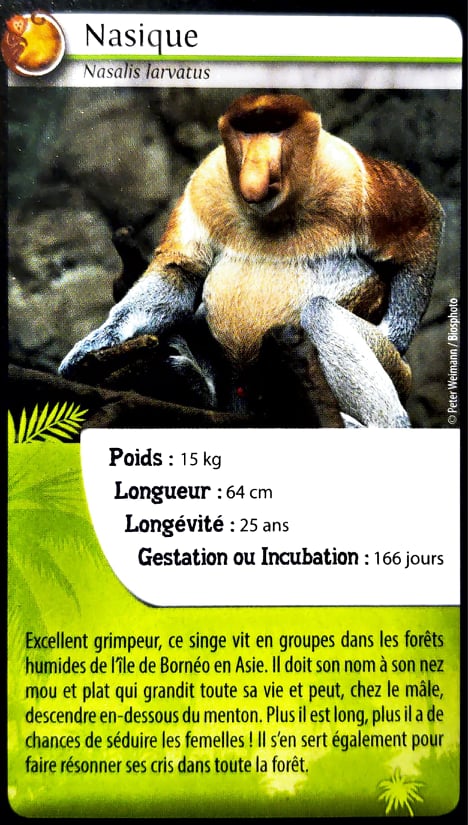 Nasique
Nasalis larvatus
© Peter Weimann / Biosphoto
Poids : 15 kg
Longueur : 64 cm
Longévité : 25 ans
Gestation ou Incubation : 166 jours
Excellent grimpeur, ce singe vit en groupes dans les forêts
humides de l'île de Bornéo en Asie. Il doit son nom à son nez
mou et plat qui grandit toute sa vie et peut, chez le mâle,
descendre en-dessous du menton. Plus il est long, plus il a de
chances de séduire les femelles ! Il s'en sert également pour
faire résonner ses cris dans toute la forêt.